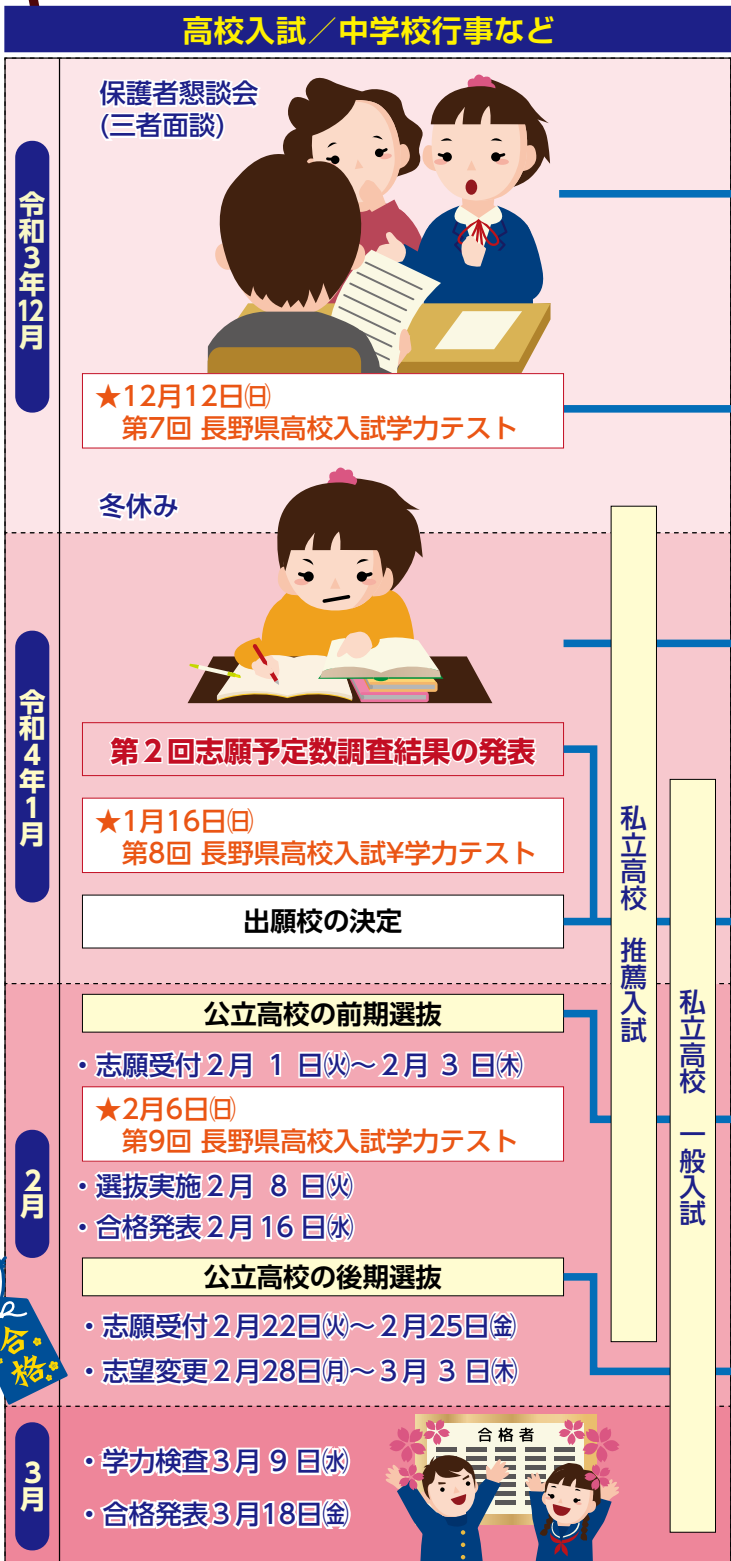 高校入試／中学校行事など
令和3年12月
保護者懇談会
(三者面談)
★12月12日㈰
第7回 長野県高校入試学力テスト
冬休み
令和4年1月
第２回志願予定数調査結果の発表
★1月16日㈰
第8回 長野県高校入試¥学力テスト
出願校の決定
私立高校 推薦入試
私立高校 一般入試
2月
公立高校の前期選抜
・志願受付２月 1 日㈫～２月 3 日㈭
★2月6日㈰
第9回 長野県高校入試学力テスト
・選抜実施２月 8 日㈫
・合格発表２月16 日㈬
公立高校の後期選抜
・志願受付２月22日㈫～２月25日㈮
・志望変更２月28日㈪～３月 3 日㈭
合格
3月
・学力検査３月 9 日㈬
・合格発表３月18日㈮
合格者